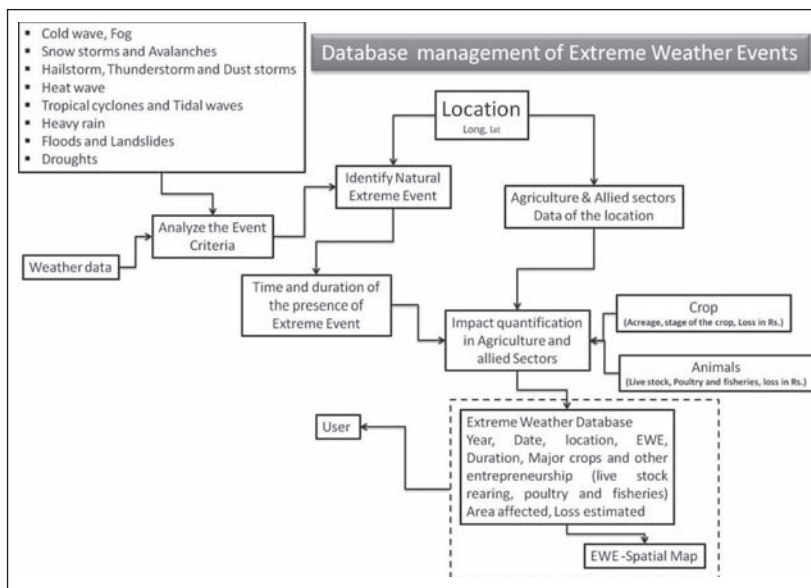 Cold wave, Fog
Snow storms and Avalanches
Hailstorm, Thunderstorm and Dust storms
Heat wave
Tropical cyclones and Tidal waves
Heavy rain
Floods and Landslides
Droughts
Database management of Extreme Weather Events
Location
Long, lat
Identify Natural
Extreme Event
Agriculture & Allied sectors
Data of the location
Analyze the Event
Criteria
Weather data
Time and duration of
the presence of
Extreme Event
Impact quantification
in Agriculture and
allied Sectors
Crop
(Acreage, stage of the crop, Loss in Rs.)
Animals
(Live stock, Poultry and fisheries, loss in Rs.)
User
Extreme Weather Database
Year, Date, location, EWE,
Duration, Major crops and other
entrepreneurship (live stock
rearing, poultry and fisheries)
Area affected, Loss estimated
EWE -Spatial Map